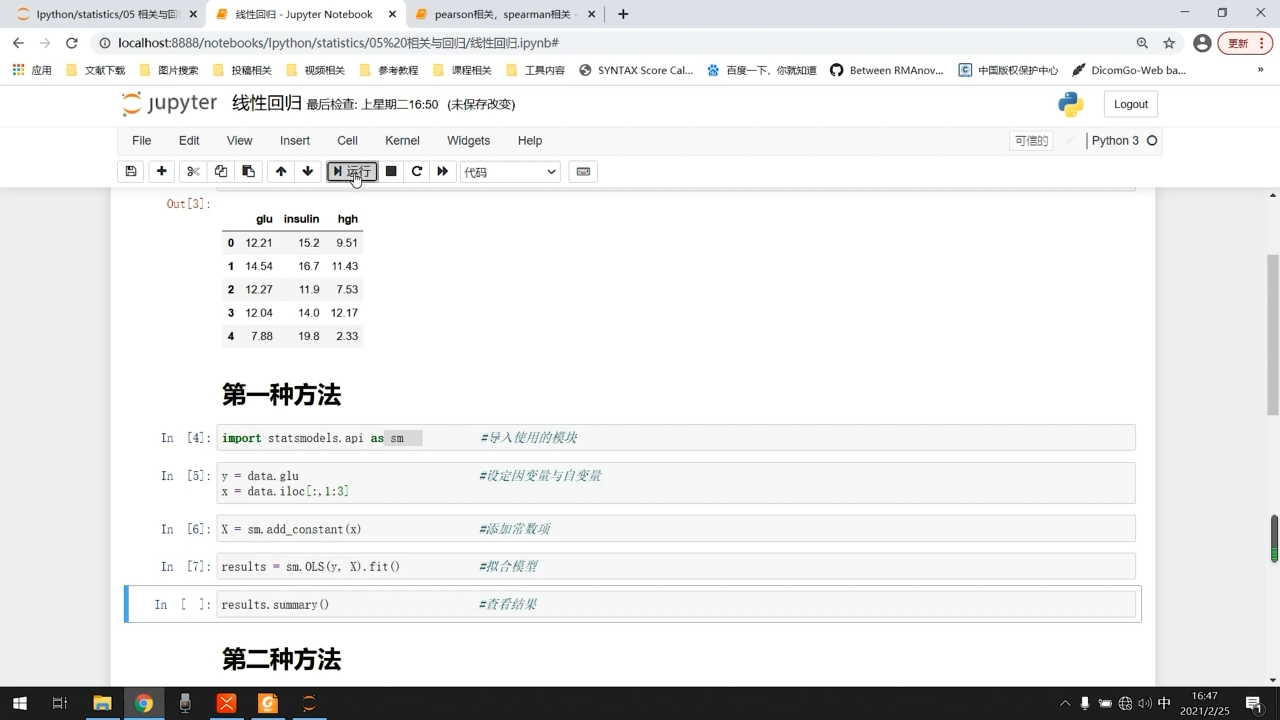 Ipython/statistics/05 相关与回
线性回归 - Jupyter Notebook
pearson相关，spearman相关 -
localhost:8888/notebooks/Ipython/statistics/05%20相关与回归/线性回归.ipynb#
更新
应用
文献下载
图片搜索
投稿相关
视频相关
参考教程
课程相关
工具内容
SYNTAX Score Cal...
百度一下，你就知道
Between RMAnov...
中国版权保护中心
DicomGo-Web ba...
»
jupyter 线性回归 最后检查: 上星期二16:50 (未保存改变)
Logout
File Edit View Insert Cell Kernel Widgets Help
可信的
Python 3
运行
代码
Out[3]:
glu insulin hgh
0 12.21 15.2 9.51
1 14.54 16.7 11.43
2 12.27 11.9 7.53
3 12.04 14.0 12.17
4 7.88 19.8 2.33
第一种方法
In [4]: import statsmodels.api as sm #导入使用的模块
In [5]: y = data.glu #设定因变量与自变量
x = data.iloc[:,1:3]
In [6]: X = sm.add_constant(x) #添加常数项
In [7]: results = sm.OLS(y, X).fit() #拟合模型
In [ ]: results.summary() #查看结果
第二种方法
中
16:47
2021/2/25